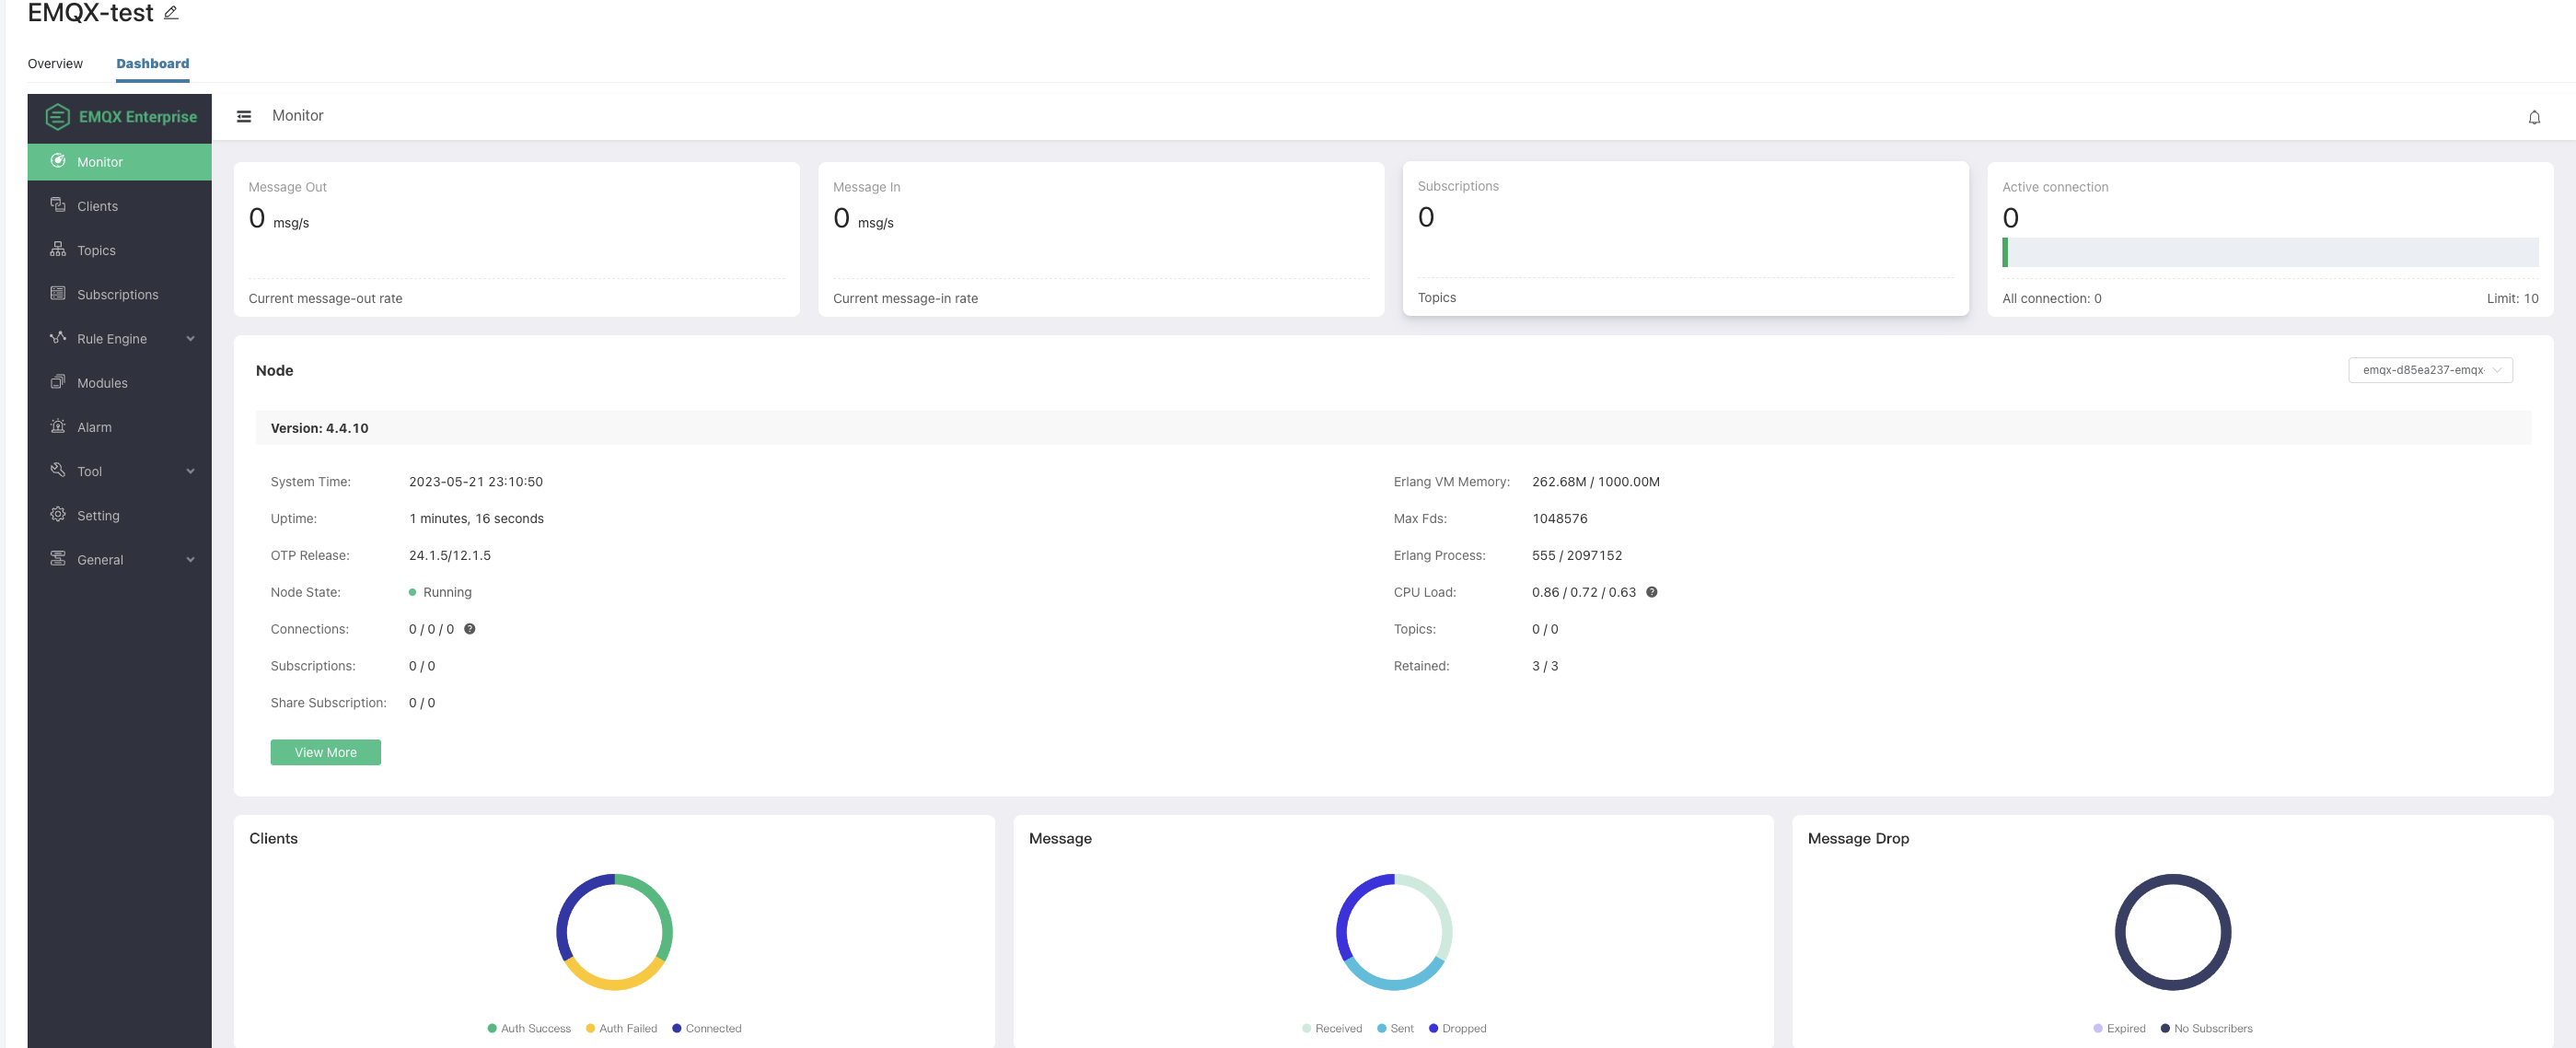 EMQX-test
Overview Dashboard
EMQX Enterprise
Monitor
Clients
Topics
Subscriptions
Rule Engine
Modules
Alarm
Tool
Setting
General
Monitor
Message Out
0 msg/s
Current message-out rate
Message In
0 msg/s
Current message-in rate
Subscriptions
0
Topics
Active connection
0
All connection: 0 Limit: 10
Node
emqx-d85ea237-emqx-
Version: 4.4.10
System Time: 2023-05-21 23:10:50
Uptime: 1 minutes, 16 seconds
OTP Release: 24.1.5/12.1.5
Node State: Running
Connections: 0 / 0 / 0
Subscriptions: 0 / 0
Share Subscription: 0 / 0
Erlang VM Memory: 262.68M / 1000.00M
Max Fds: 1048576
Erlang Process: 555 / 2097152
CPU Load: 0.86 / 0.72 / 0.63
Topics: 0 / 0
Retained: 3 / 3
View More
Clients
Auth Success Auth Failed Connected
Message
Received Sent Dropped
Message Drop
Expired No Subscribers